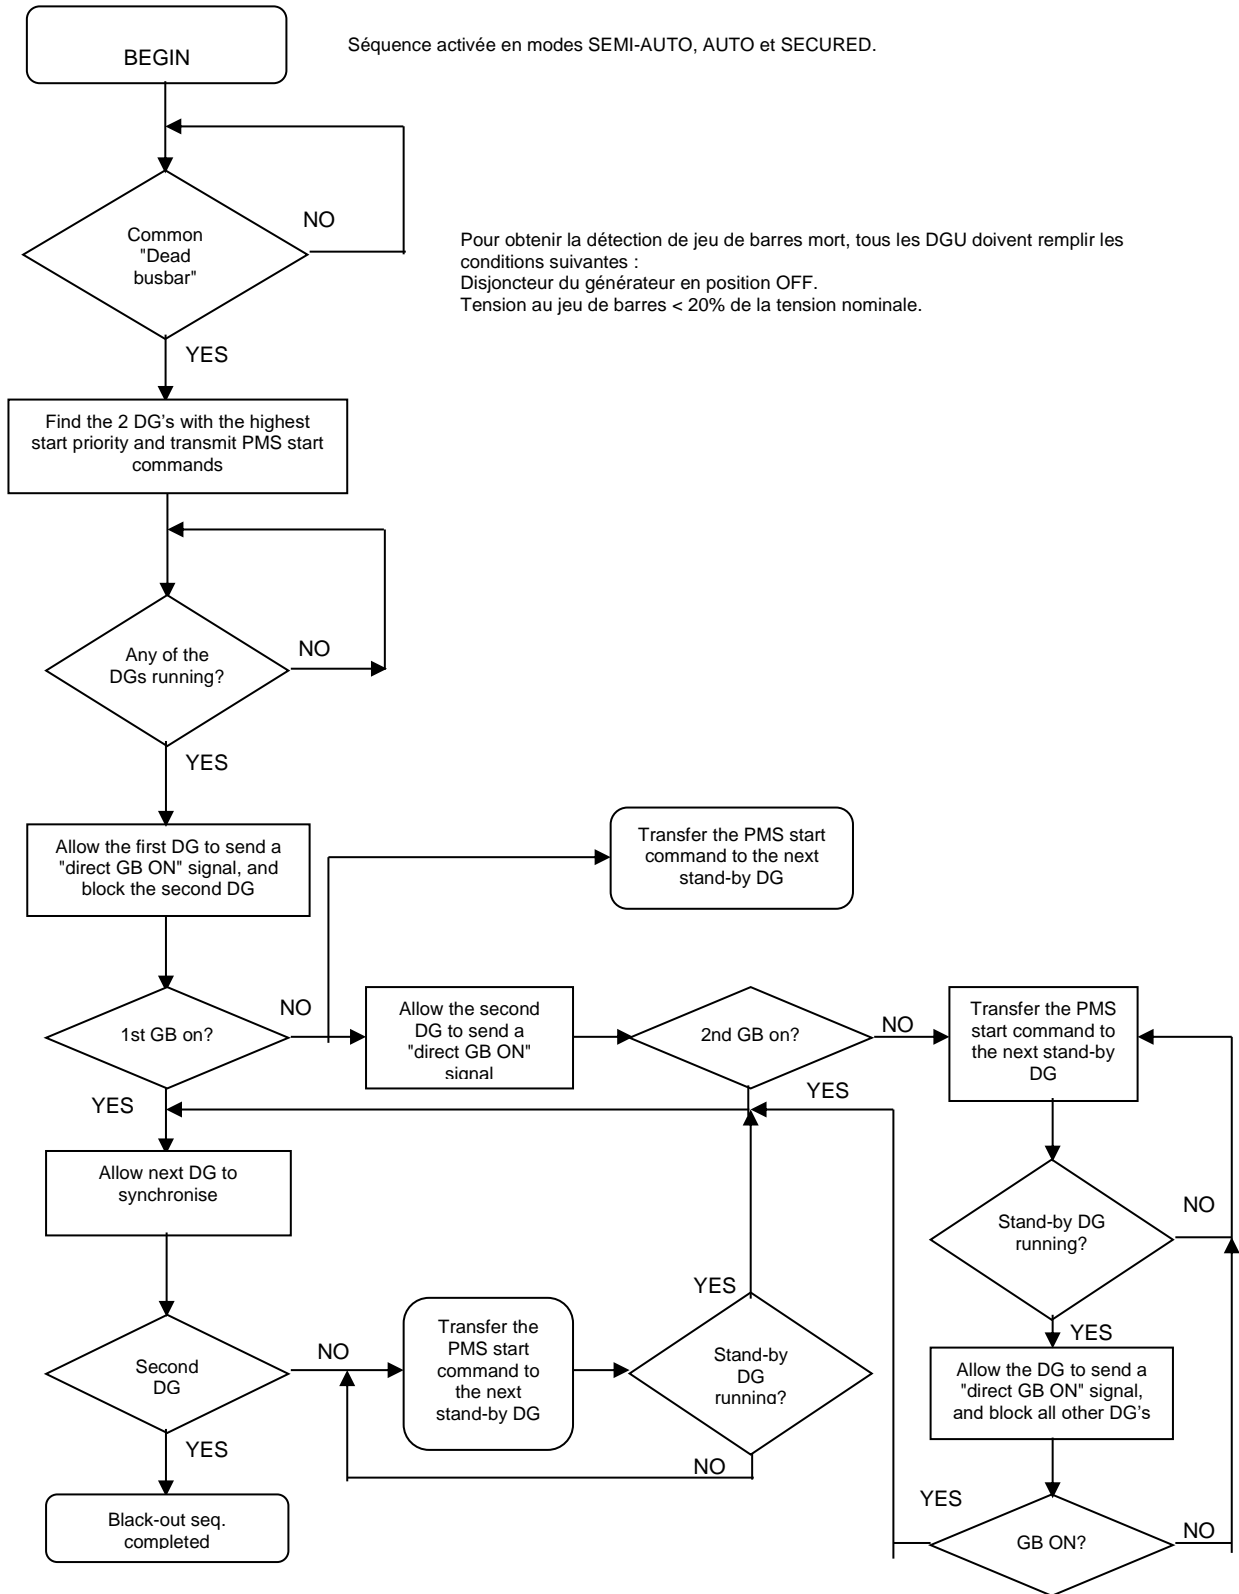 BEGIN
Séquence activée en modes SEMI-AUTO, AUTO et SECURED.
Common
"Dead
busbar"
NO
Pour obtenir la détection de jeu de barres mort, tous les DGU doivent remplir les
conditions suivantes :
Disjoncteur du générateur en position OFF.
Tension au jeu de barres < 20% de la tension nominale.
YES
Find the 2 DG's with the highest
start priority and transmit PMS start
commands
Any of the
DGs running?
NO
YES
Allow the first DG to send a
"direct GB ON" signal, and
block the second DG
Transfer the PMS start
command to the next
stand-by DG
1st GB on?
NO
Allow the second
DG to send a
"direct GB ON"
signal
2nd GB on?
NO
Transfer the PMS
start command to
the next stand-by
DG
YES
YES
Allow next DG to
synchronise
Stand-by DG
running?
NO
YES
Second
DG
NO
Transfer the
PMS start
command to
the next
stand-by DG
Stand-by
DG
running?
YES
NO
YES
Allow the DG to send a
"direct GB ON" signal,
and block all other DG's
YES
Black-out seq.
completed
GB ON?
NO